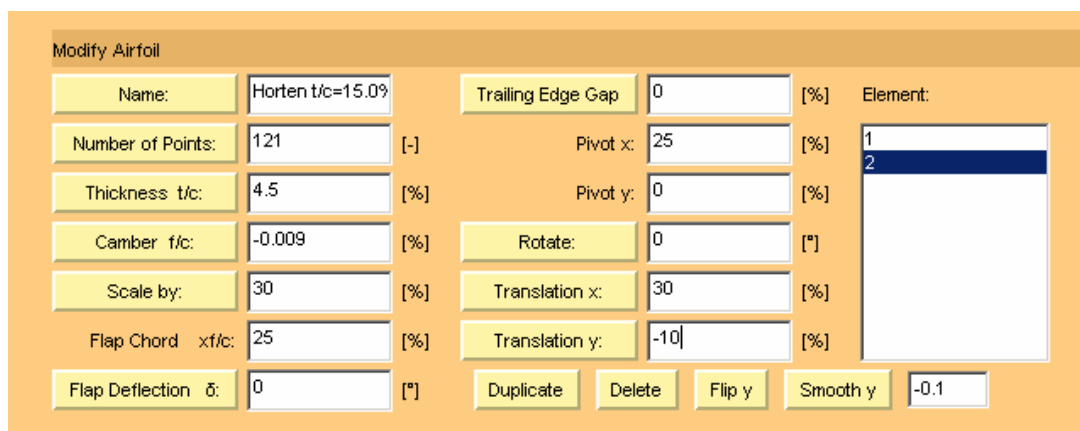 Modify Airfoil
Name: Horten t/c=15.0% Trailing Edge Gap 0 [%] Element:
Number of Points: 121 [-] Pivot x: 25 [%] 1
2
Thickness t/c: 4.5 [%] Pivot y: 0 [%]
Camber f/c: -0.009 [%] Rotate: 0 [°]
Scale by: 30 [%] Translation x: 30 [%]
Flap Chord xf/c: 25 [%] Translation y: -10 [%]
Flap Deflection δ: 0 [°] Duplicate Delete Flip y Smooth y -0.1